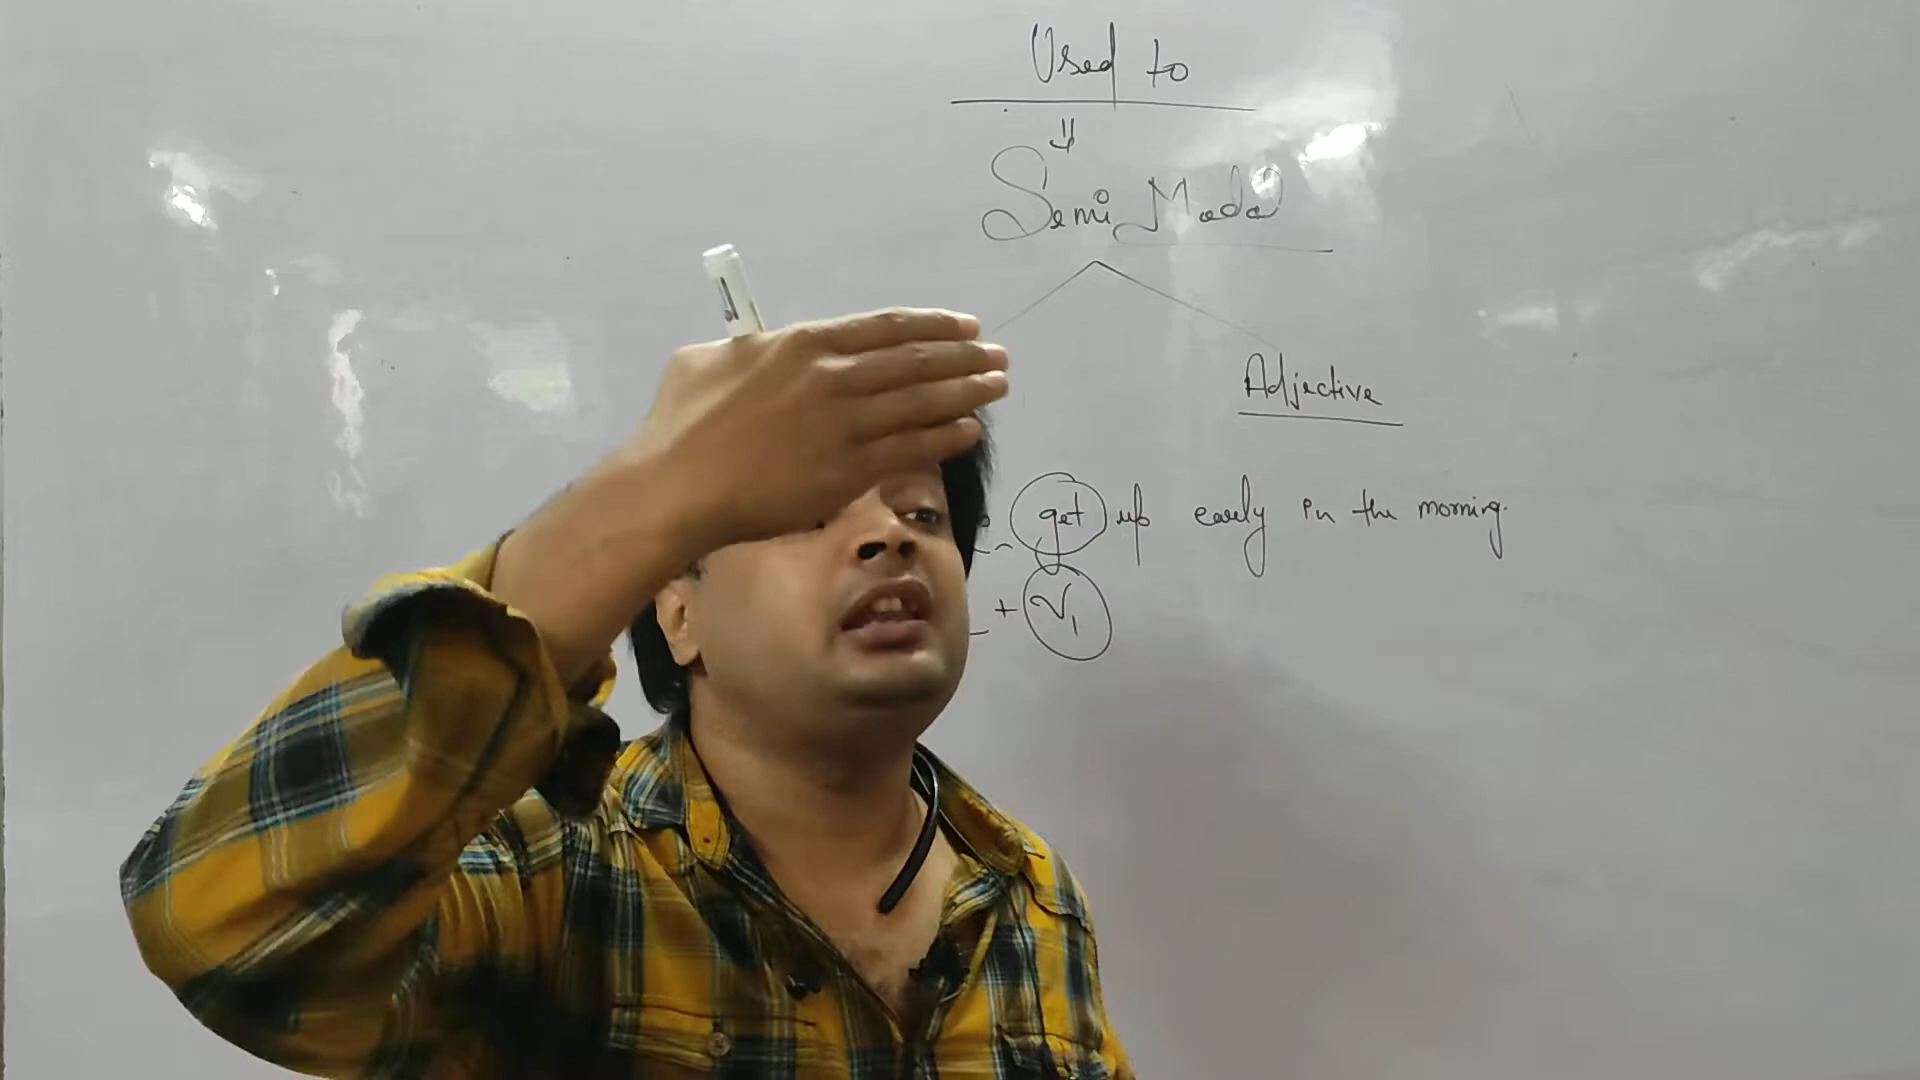 Used to
Semi Modal
Adjective
get up early in the morning.
+ V1